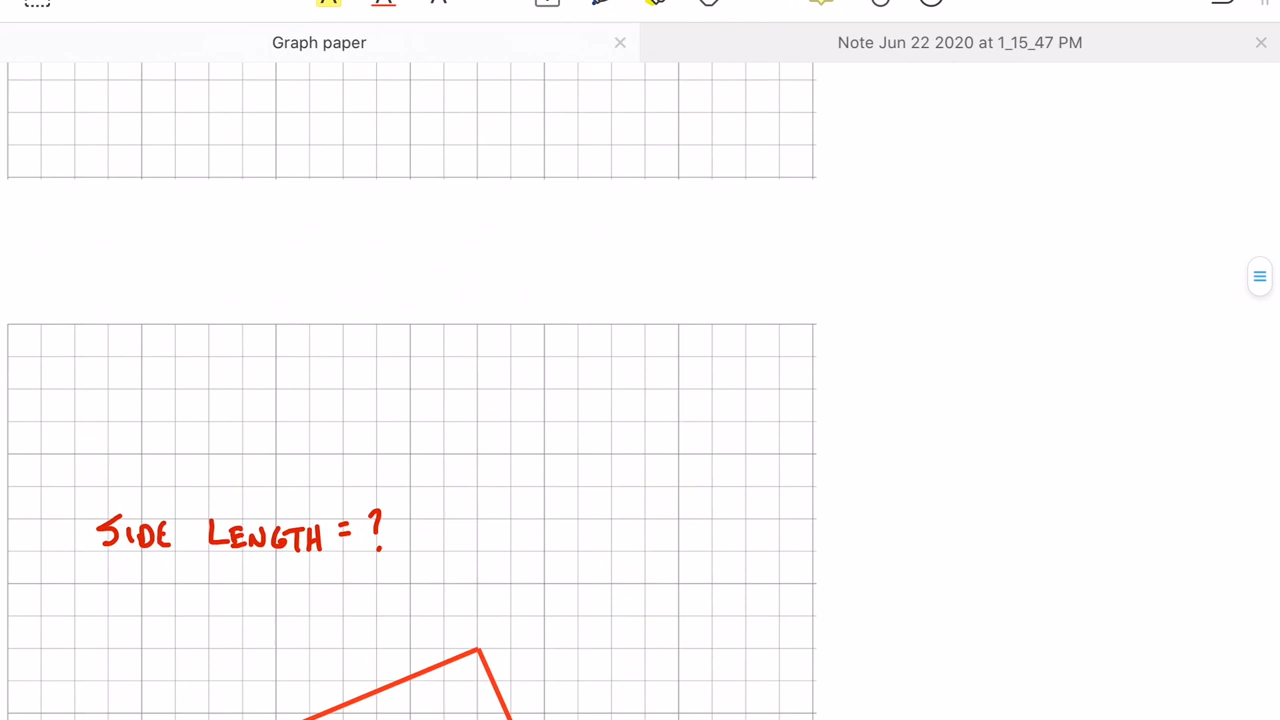 Graph paper
Note Jun 22 2020 at 1_15_47 PM
SIDE LENGTH = ?